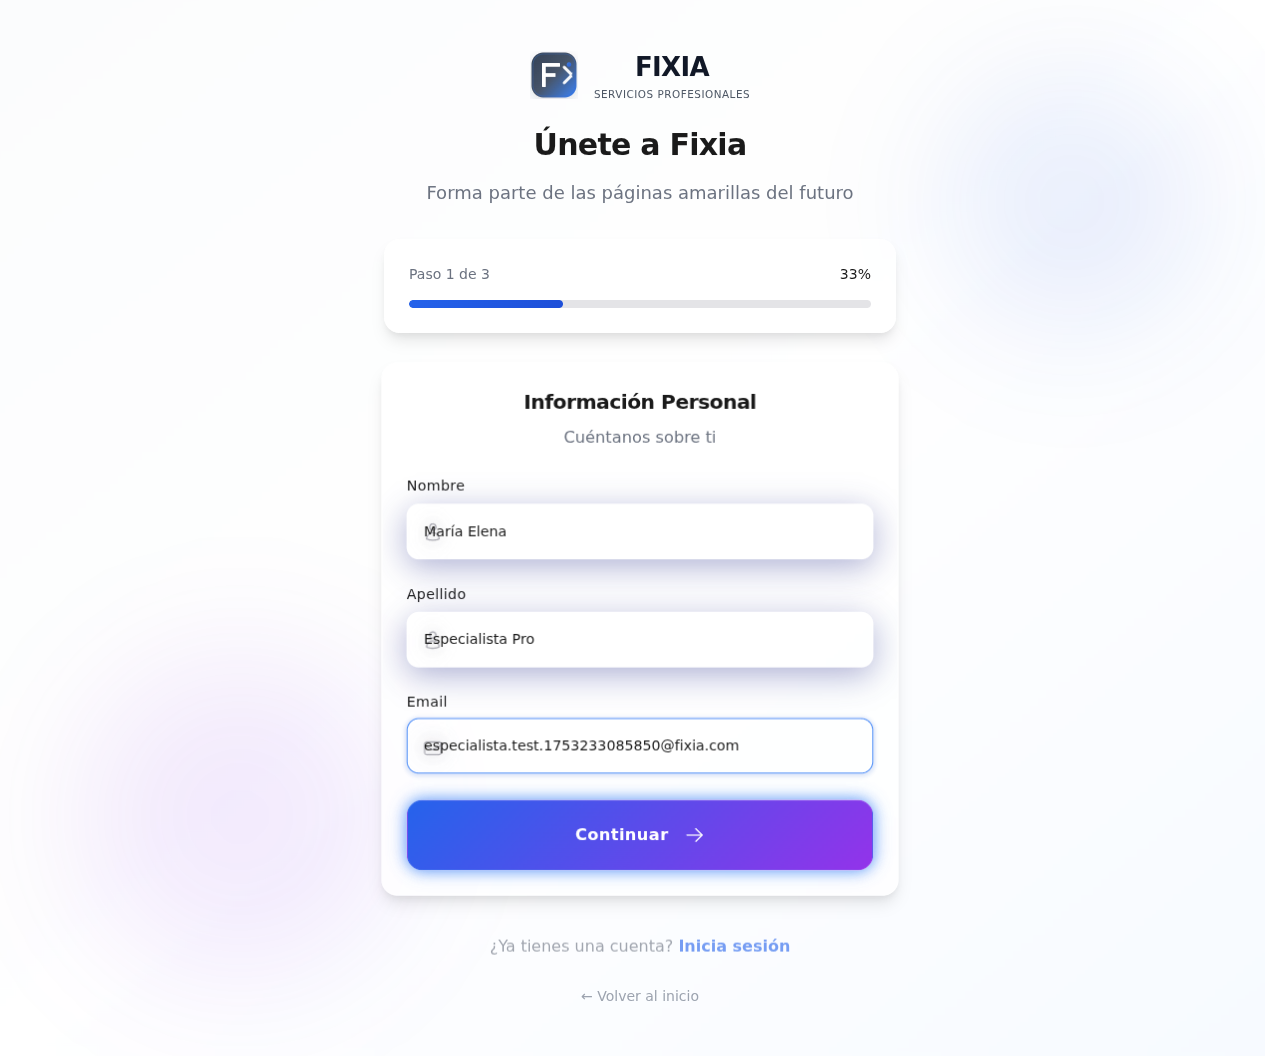 FIXIA
SERVICIOS PROFESIONALES
Únete a Fixia
Forma parte de las páginas amarillas del futuro
Paso 1 de 3
33%
Información Personal
Cuéntanos sobre ti
Nombre
María Elena
Apellido
Especialista Pro
Email
especialista.test.1753233085850@fixia.com
Continuar →
¿Ya tienes una cuenta? Inicia sesión
← Volver al inicio